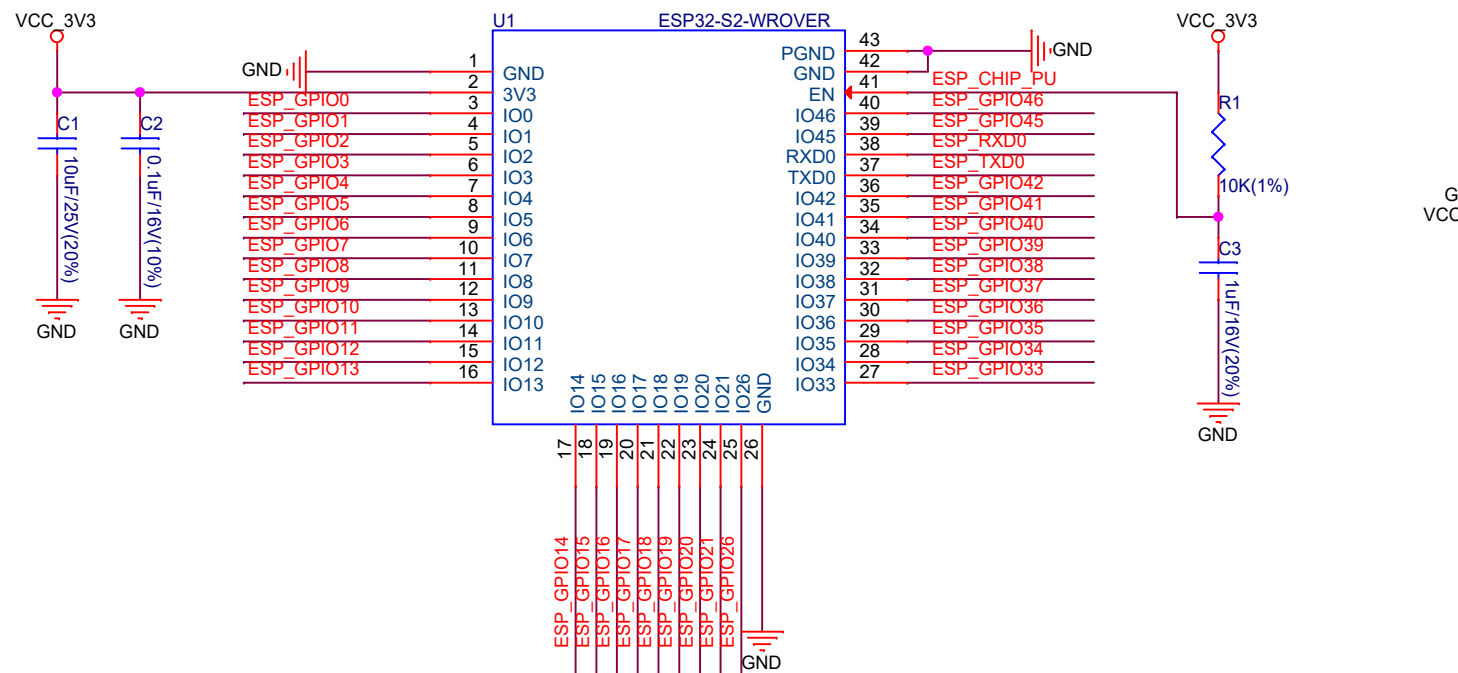 VCC_3V3
U1
ESP32-S2-WROVER
VCC_3V3
GND
1
GND
2
3V3
ESP_GPIO0
3
IO0
ESP_GPIO1
4
IO1
ESP_GPIO2
5
IO2
ESP_GPIO3
6
IO3
ESP_GPIO4
7
IO4
ESP_GPIO5
8
IO5
ESP_GPIO6
9
IO6
ESP_GPIO7
10
IO7
ESP_GPIO8
11
IO8
ESP_GPIO9
12
IO9
ESP_GPIO10
13
IO10
ESP_GPIO11
14
IO11
ESP_GPIO12
15
IO12
ESP_GPIO13
16
IO13
C1
10uF/25V(20%)
GND
C2
0.1uF/16V(10%)
GND
PGND
43
GND
GND
42
EN
41
ESP_CHIP_PU
IO46
40
ESP_GPIO46
IO45
39
ESP_GPIO45
RXD0
38
ESP_RXD0
TXD0
37
ESP_TXD0
IO42
36
ESP_GPIO42
IO41
35
ESP_GPIO41
IO40
34
ESP_GPIO40
IO39
33
ESP_GPIO39
IO38
32
ESP_GPIO38
IO37
31
ESP_GPIO37
IO36
30
ESP_GPIO36
IO35
29
ESP_GPIO35
IO34
28
ESP_GPIO34
IO33
27
ESP_GPIO33
R1
10K(1%)
C3
1uF/16V(20%)
GND
G
VCC
IO14
17
ESP_GPIO14
IO15
18
ESP_GPIO15
IO16
19
ESP_GPIO16
IO17
20
ESP_GPIO17
IO18
21
ESP_GPIO18
IO19
22
ESP_GPIO19
IO20
23
ESP_GPIO20
IO21
24
ESP_GPIO21
IO26
25
ESP_GPIO26
GND
26
GND